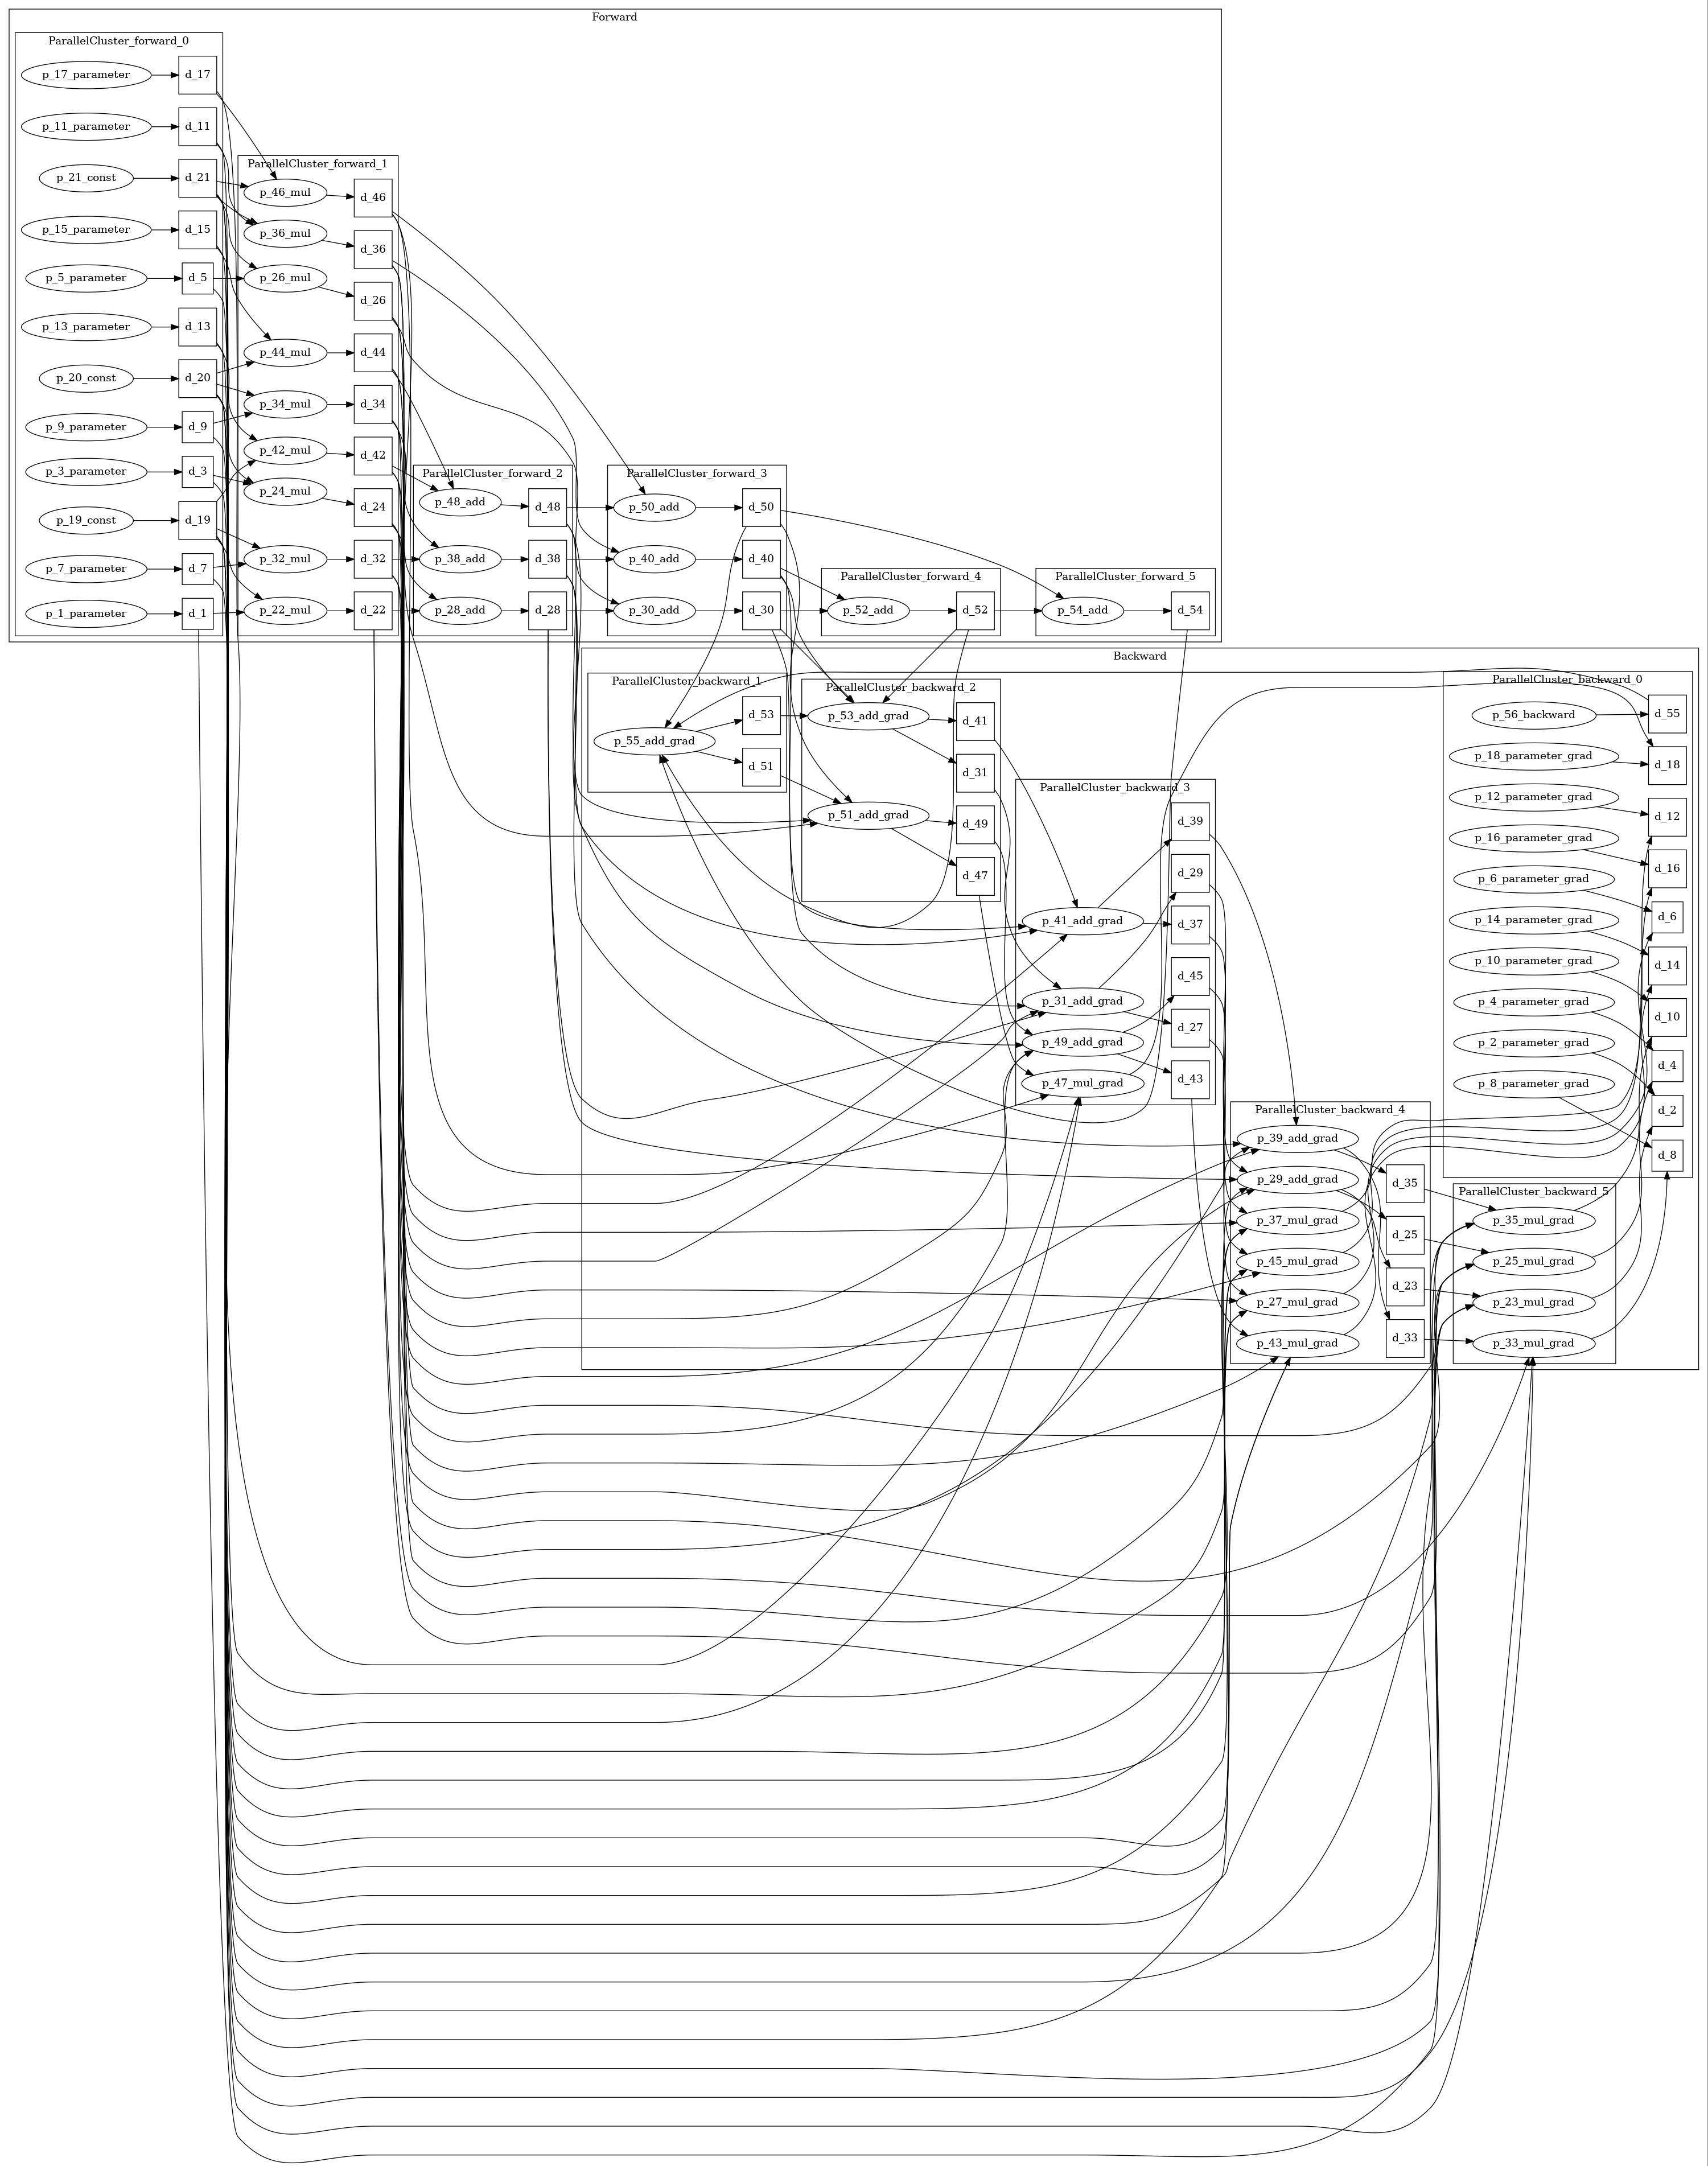 Forward
ParallelCluster_forward_0
p_17_parameter
d_17
p_11_parameter
d_11
p_21_const
d_21
p_15_parameter
d_15
p_5_parameter
d_5
p_13_parameter
d_13
p_20_const
d_20
p_9_parameter
d_9
p_3_parameter
d_3
p_19_const
d_19
p_7_parameter
d_7
p_1_parameter
d_1
ParallelCluster_forward_1
p_46_mul
d_46
p_36_mul
d_36
p_26_mul
d_26
p_44_mul
d_44
p_34_mul
d_34
p_42_mul
d_42
p_24_mul
d_24
p_32_mul
d_32
p_22_mul
d_22
ParallelCluster_forward_2
p_48_add
d_48
p_38_add
d_38
p_28_add
d_28
ParallelCluster_forward_3
p_50_add
d_50
p_40_add
d_40
p_30_add
d_30
ParallelCluster_forward_4
p_52_add
d_52
ParallelCluster_forward_5
p_54_add
d_54
Backward
ParallelCluster_backward_1
p_55_add_grad
d_53
d_51
ParallelCluster_backward_2
p_53_add_grad
d_41
d_31
p_51_add_grad
d_49
d_47
ParallelCluster_backward_3
d_39
d_29
p_41_add_grad
d_37
d_45
p_31_add_grad
d_27
p_49_add_grad
d_43
p_47_mul_grad
ParallelCluster_backward_0
p_56_backward
d_55
p_18_parameter_grad
d_18
p_12_parameter_grad
d_12
p_16_parameter_grad
d_16
p_6_parameter_grad
d_6
p_14_parameter_grad
d_14
p_10_parameter_grad
d_10
p_4_parameter_grad
d_4
p_2_parameter_grad
d_2
p_8_parameter_grad
d_8
ParallelCluster_backward_4
p_39_add_grad
d_35
p_29_add_grad
p_37_mul_grad
d_25
p_45_mul_grad
d_23
p_27_mul_grad
d_33
p_43_mul_grad
ParallelCluster_backward_5
p_35_mul_grad
p_25_mul_grad
p_23_mul_grad
p_33_mul_grad